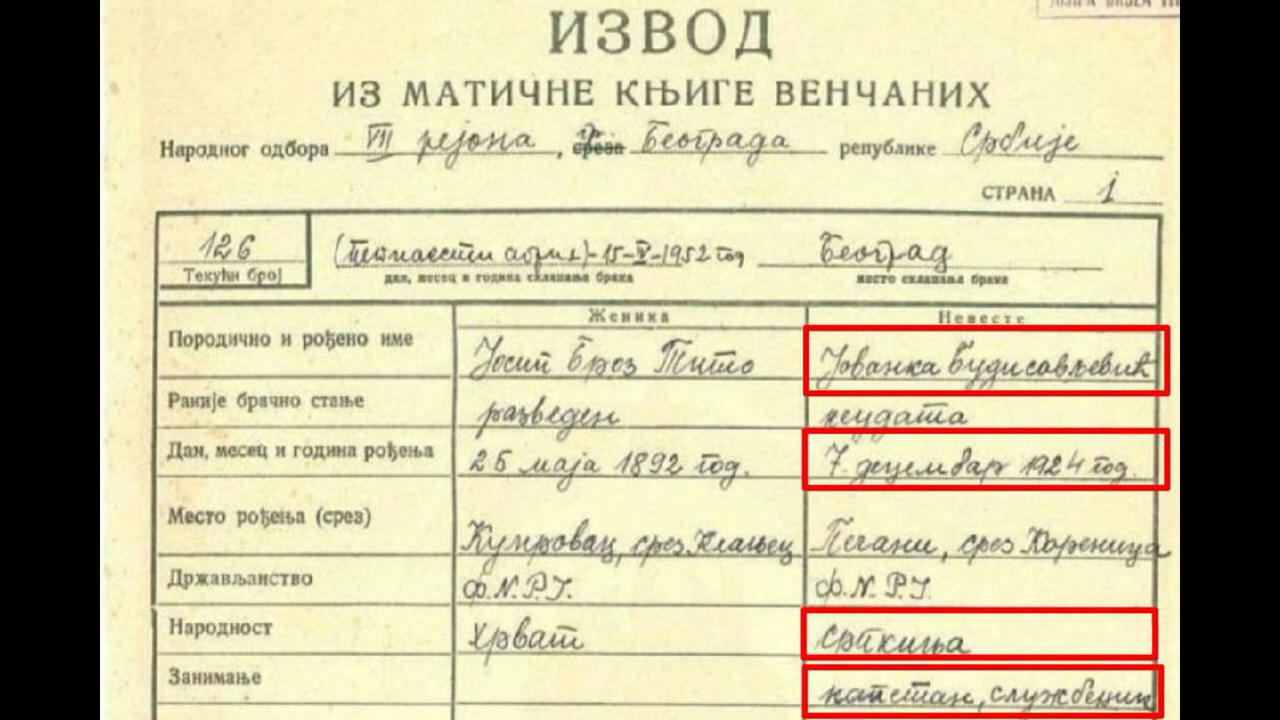 ИЗВОД
ИЗ МАТИЧНЕ КЊИГЕ ВЕНЧАНИХ
Народног одбора VII рејона, среза гр Београда републике Србије
СТРАНА 1
126 (петнаести април)-15-IV-1952 год Београд
Текући број дан, месец и година склапања брака место склапања брака
Женика Невесте
Породично и рођено име Јосип Броз Тито Јованка Будисављевић
Раније брачно стање разведен неудата
Дан, месец и година рођења 25 маја 1892 год. 7. децембар 1924 год.
Место рођења (срез) Кумровац, срез Клањец Пећани, срез Кореница
Држављанство Ф.Н.Р.Ј. Ф.Н.Р.Ј.
Народност Хрват Српкиња
Занимање капетан, службеник